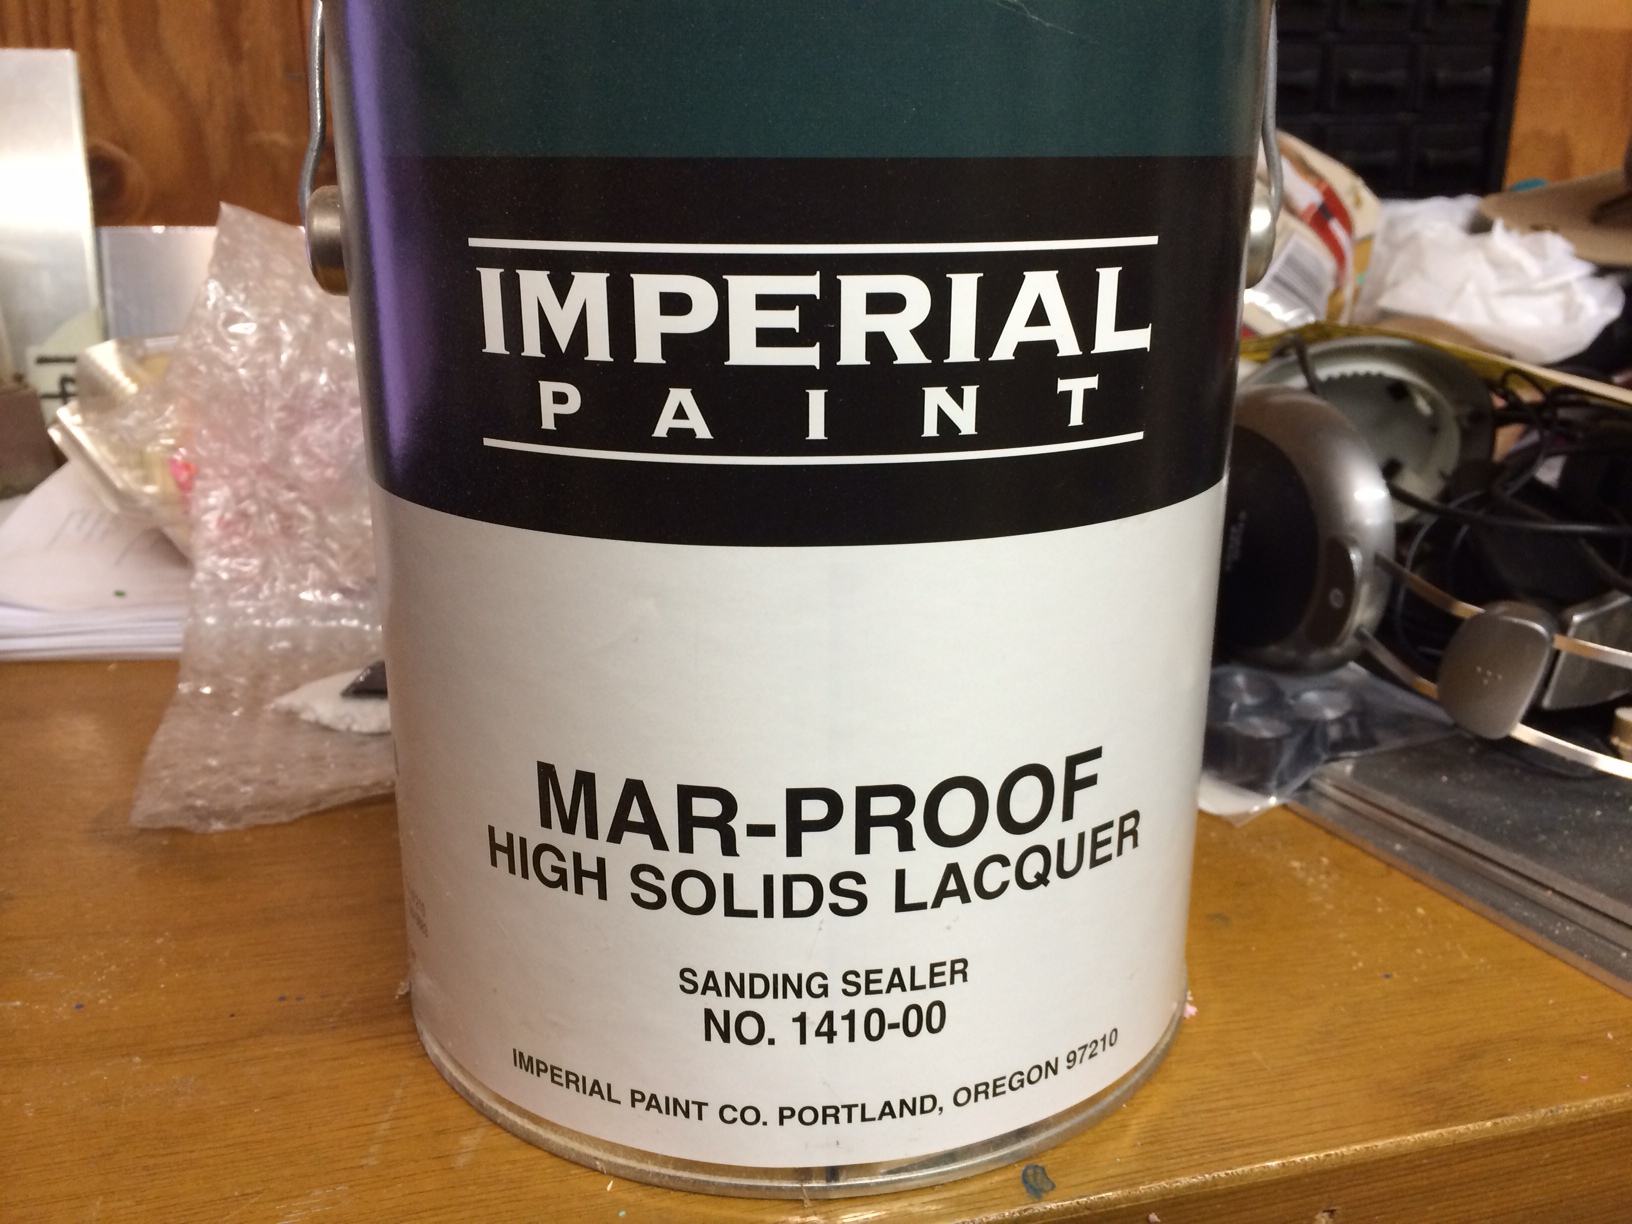 IMPERIAL
PAINT
MAR-PROOF
HIGH SOLIDS LACQUER
SANDING SEALER
NO. 1410-00
IMPERIAL PAINT CO. PORTLAND, OREGON 97210